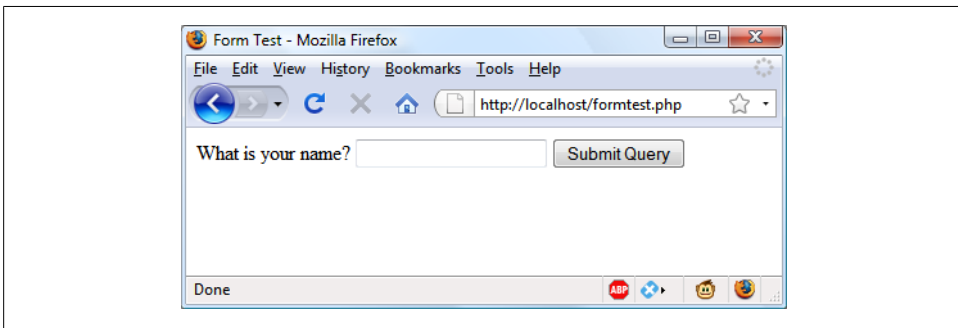 Form Test - Mozilla Firefox
File Edit View History Bookmarks Tools Help
http://localhost/formtest.php
What is your name? Submit Query
Done
ABP